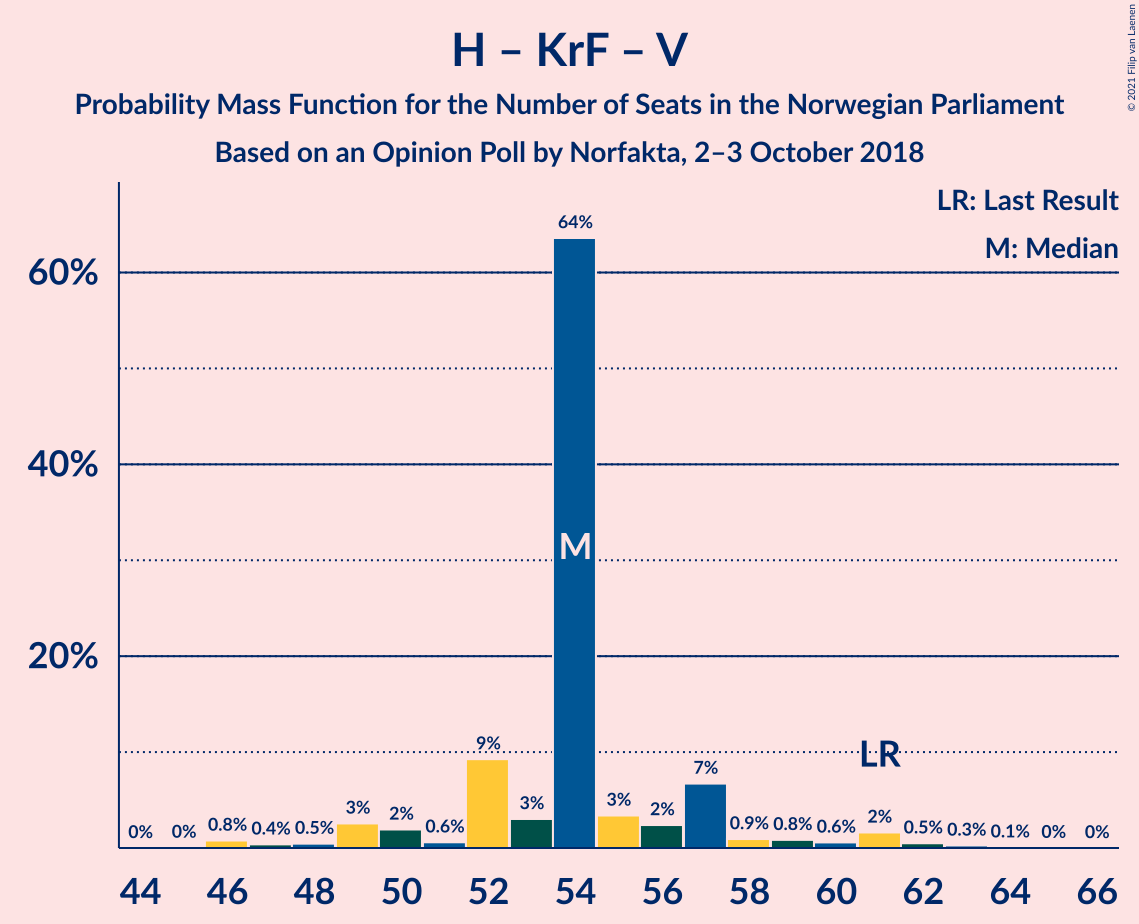 H – KrF – V
Probability Mass Function for the Number of Seats in the Norwegian Parliament
Based on an Opinion Poll by Norfakta, 2–3 October 2018
© 2021 Filip van Laenen
LR: Last Result
M: Median
60%
40%
20%
0% 0% 0.8% 0.4% 0.5% 3% 2% 0.6% 9% 3% 64% 3% 2% 7% 0.9% 0.8% 0.6% 2% 0.5% 0.3% 0.1% 0% 0%
M
LR
44 46 48 50 52 54 56 58 60 62 64 66